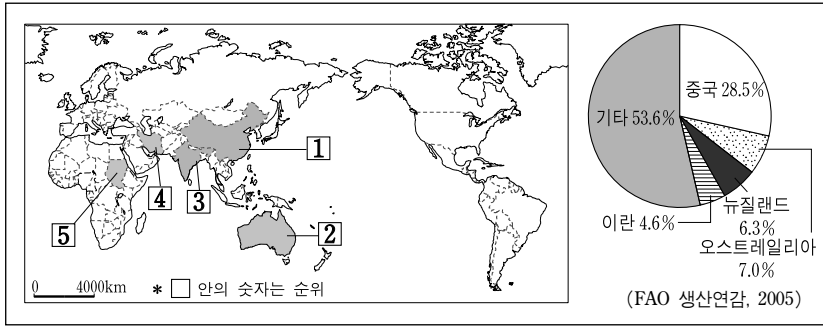 1
3
4
5
2
0 4000km
* □ 안의 숫자는 순위
중국 28.5%
기타 53.6%
이란 4.6%
뉴질랜드
6.3%
오스트레일리아
7.0%
(FAO 생산연감, 2005)